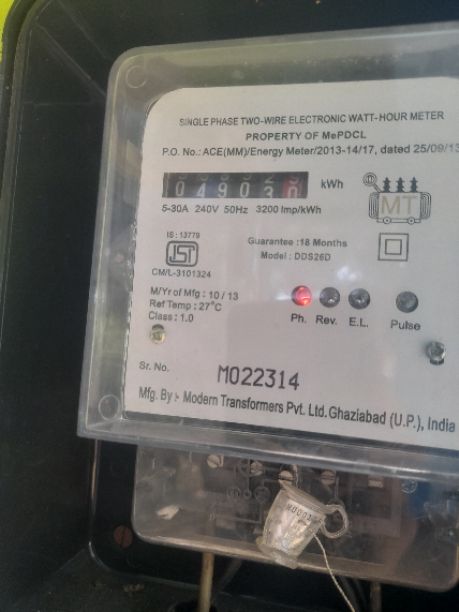 SINGLE PHASE TWO-WIRE ELECTRONIC WATT-HOUR METER
PROPERTY OF MePDCL
P.O. No.: ACE(MM)/Energy Meter/2013-14/17, dated 25/09/13
049030 kWh
5-30A 240V 50Hz 3200 Imp/kWh
MT
IS : 13779
ISI
CM/L-3101324
Guarantee :18 Months
Model : DDS26D
M/Yr of Mfg : 10 / 13
Ref Temp : 27°C
Class : 1.0
Ph. Rev. E.L. Pulse
Sr. No. M022314
Mfg. By :- Modern Transformers Pvt. Ltd. Ghaziabad (U.P.), India